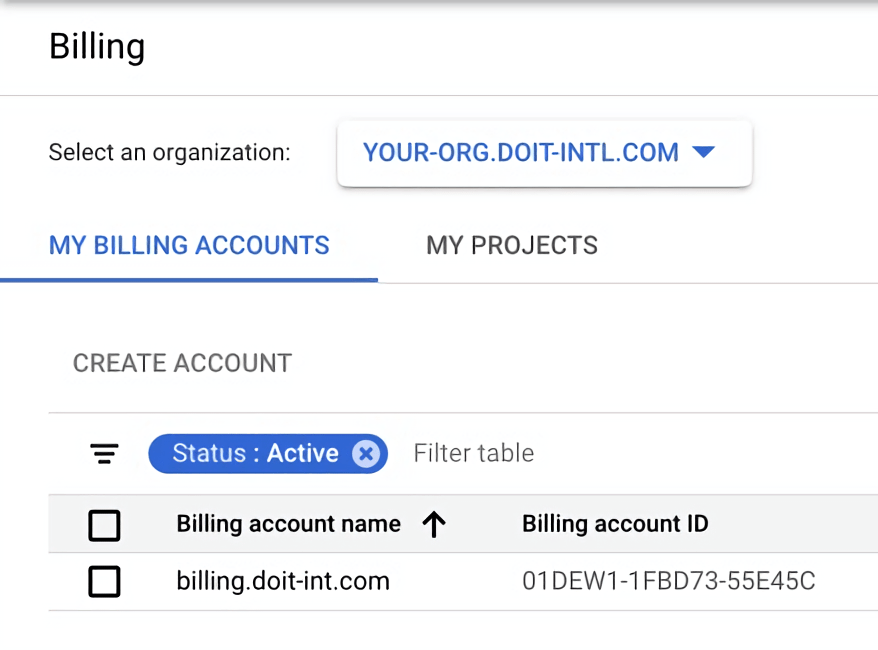 Billing
Select an organization: YOUR-ORG.DOIT-INTL.COM
MY BILLING ACCOUNTS MY PROJECTS
CREATE ACCOUNT
Status : Active Filter table
Billing account name Billing account ID
billing.doit-int.com 01DEW1-1FBD73-55E45C